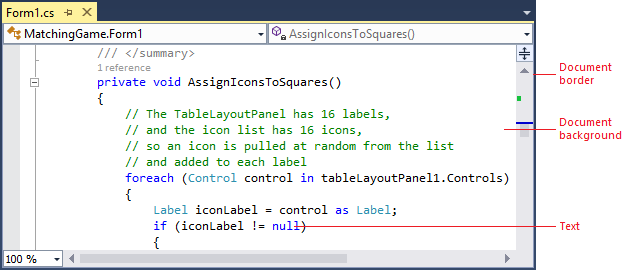 Form1.cs
MatchingGame.Form1
AssignIconsToSquares()
/// </summary>
1 reference
private void AssignIconsToSquares()
{
// The TableLayoutPanel has 16 labels,
// and the icon list has 16 icons,
// so an icon is pulled at random from the list
// and added to each label
foreach (Control control in tableLayoutPanel1.Controls)
{
Label iconLabel = control as Label;
if (iconLabel != null)
{
100 %
Document
border
Document
background
Text